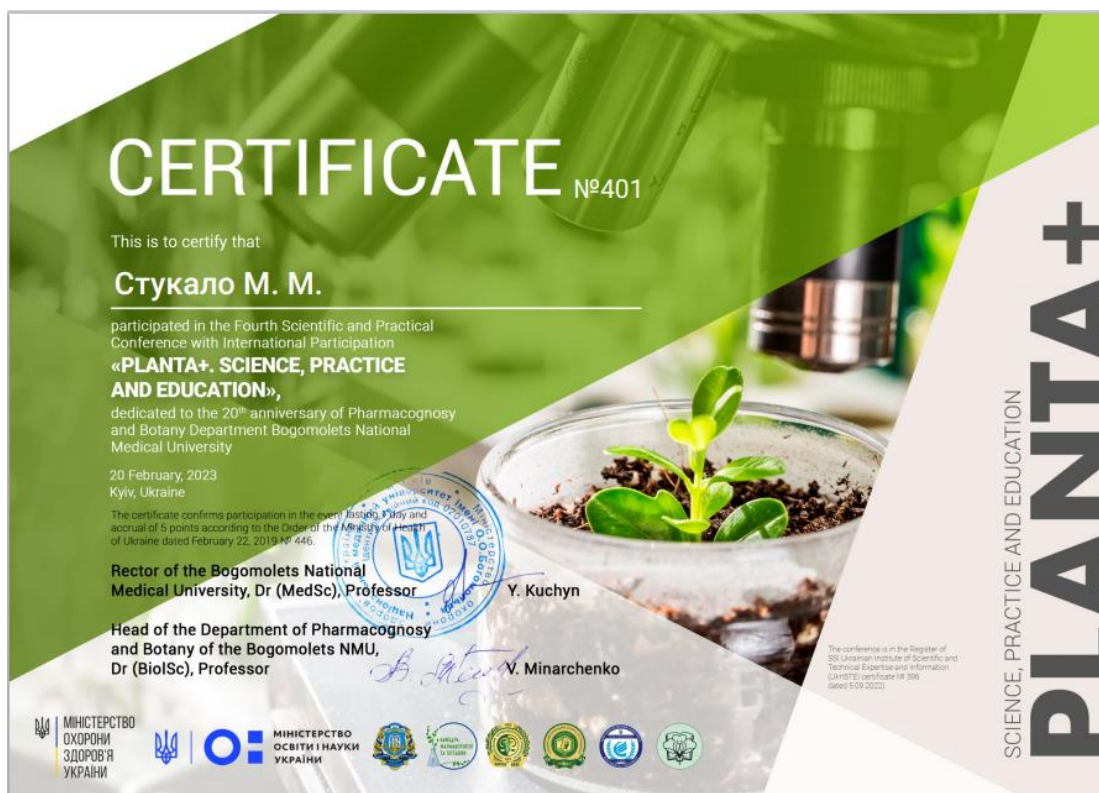 CERTIFICATE №401
This is to certify that
Стукало М. М.
participated in the Fourth Scientific and Practical
Conference with International Participation
«PLANTA+. SCIENCE, PRACTICE
AND EDUCATION»,
dedicated to the 20th anniversary of Pharmacognosy
and Botany Department Bogomolets National
Medical University
20 February, 2023
Kyiv, Ukraine
The certificate confirms participation in the event lasting 1 day and
accrual of 5 points according to the Order of the Ministry of Health
of Ukraine dated February 22, 2019 № 446.
Rector of the Bogomolets National
Medical University, Dr (MedSc), Professor
Y. Kuchyn
Head of the Department of Pharmacognosy
and Botany of the Bogomolets NMU,
Dr (BiolSc), Professor
V. Minarchenko
The conference is in the Register of
SSI Ukrainian Institute of Scientific and
Technical Expertise and Information
(UkrISTEI) certificate № 396
dated 5.09.2022).
МІНІСТЕРСТВО
ОХОРОНИ
ЗДОРОВ'Я
УКРАЇНИ
МІНІСТЕРСТВО
ОСВІТИ І НАУКИ
УКРАЇНИ
SCIENCE, PRACTICE AND EDUCATION
PLANTA+